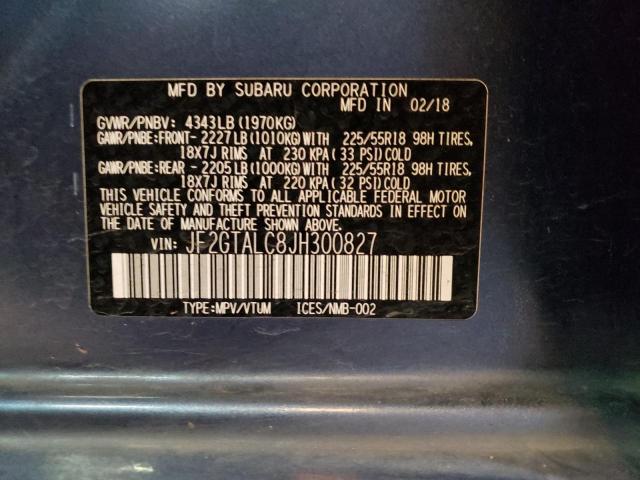 MFD BY SUBARU CORPORATION
MFD IN 02/18
GVWR/PNBV: 4343LB (1970KG)
GAWR/PNBE:FRONT- 2227LB(1010KG)WITH 225/55R18 98H TIRES,
18X7J RIMS AT 230 KPA(33 PSI)COLD
GAWR/PNBE:REAR - 2205LB(1000KG)WITH 225/55R18 98H TIRES,
18X7J RIMS AT 220 KPA(32 PSI)COLD
THIS VEHICLE CONFORMS TO ALL APPLICABLE FEDERAL MOTOR
VEHICLE SAFETY AND THEFT PREVENTION STANDARDS IN EFFECT ON
THE DATE OF MANUFACTURE SHOWN ABOVE.
VIN: JF2GTALC8JH300827
TYPE:MPV/VTUM ICES/NMB-002